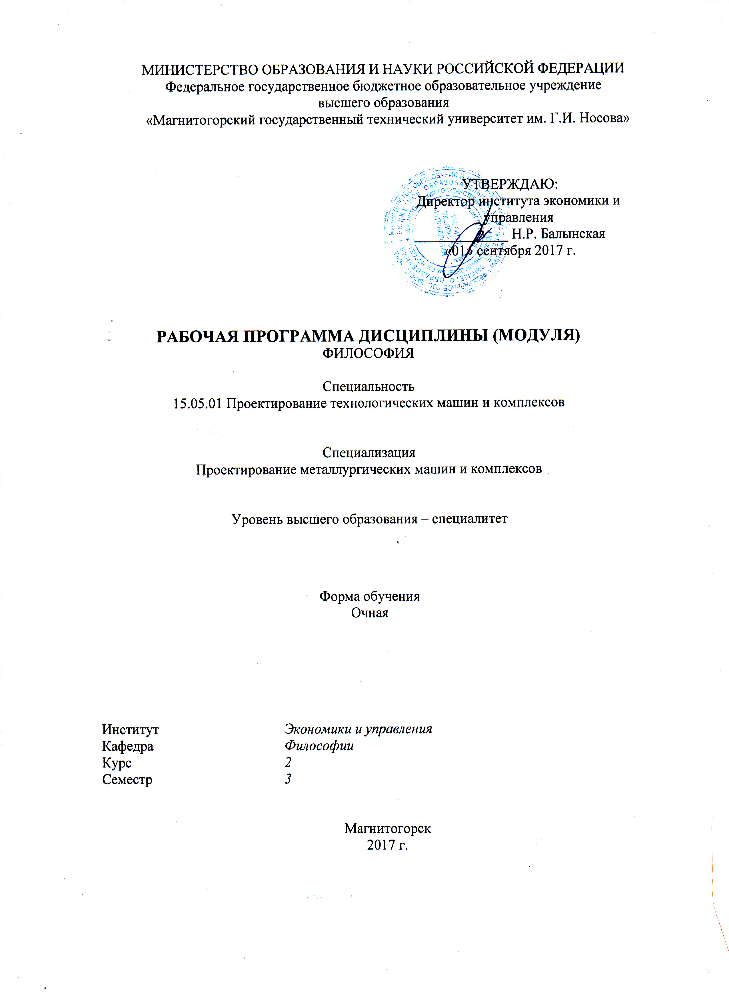 МИНИСТЕРСТВО ОБРАЗОВАНИЯ И НАУКИ РОССИЙСКОЙ ФЕДЕРАЦИИ
Федеральное государственное бюджетное образовательное учреждение
высшего образования
«Магнитогорский государственный технический университет им. Г.И. Носова»
УТВЕРЖДАЮ:
Директор института экономики и
управления
Н.Р. Балынская
«01» сентября 2017 г.
РАБОЧАЯ ПРОГРАММА ДИСЦИПЛИНЫ (МОДУЛЯ)
ФИЛОСОФИЯ
Специальность
15.05.01 Проектирование технологических машин и комплексов
Специализация
Проектирование металлургических машин и комплексов
Уровень высшего образования – специалитет
Форма обучения
Очная
Институт Экономики и управления
Кафедра Философии
Курс 2
Семестр 3
Магнитогорск
2017 г.